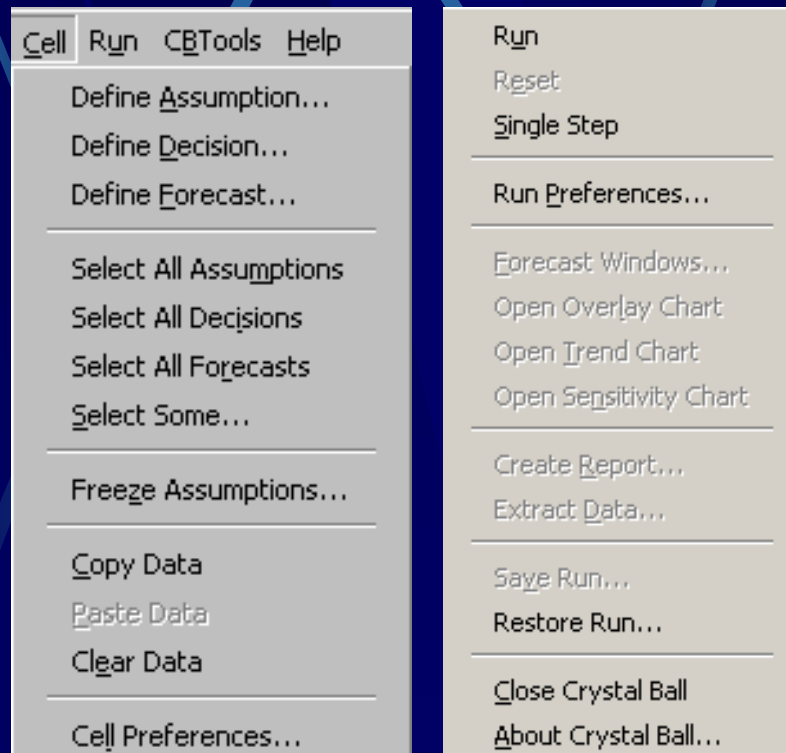 Cell Run CBTools Help
Define Assumption...
Define Decision...
Define Forecast...
Select All Assumptions
Select All Decisions
Select All Forecasts
Select Some...
Freeze Assumptions...
Copy Data
Paste Data
Clear Data
Cell Preferences...
Run
Reset
Single Step
Run Preferences...
Forecast Windows...
Open Overlay Chart
Open Trend Chart
Open Sensitivity Chart
Create Report...
Extract Data...
Save Run...
Restore Run...
Close Crystal Ball
About Crystal Ball...